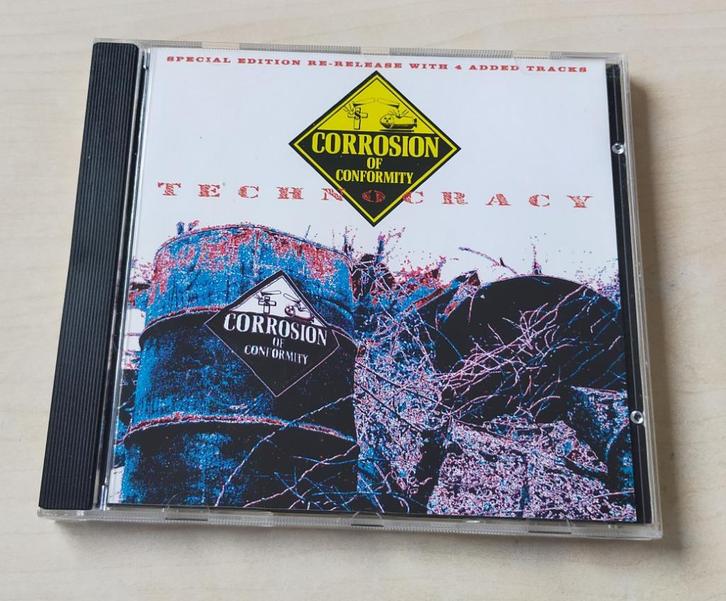 SPECIAL EDITION RE-RELEASE WITH 4 ADDED TRACKS
CORROSION
OF
CONFORMITY
TECHNOCRACY
CORROSION
OF
CONFORMITY